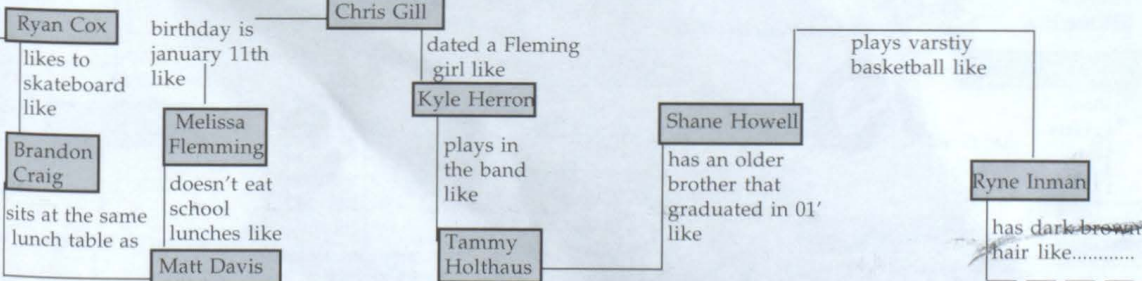 Ryan Cox
likes to
skateboard
like
Brandon
Craig
sits at the same
lunch table as
Matt Davis
doesn't eat
school
lunches like
Melissa
Flemming
birthday is
january 11th
like
Chris Gill
dated a Fleming
girl like
Kyle Herron
plays in
the band
like
Tammy
Holthaus
has an older
brother that
graduated in 01'
like
Shane Howell
plays varstiy
basketball like
Ryne Inman
has dark brown
hair like............